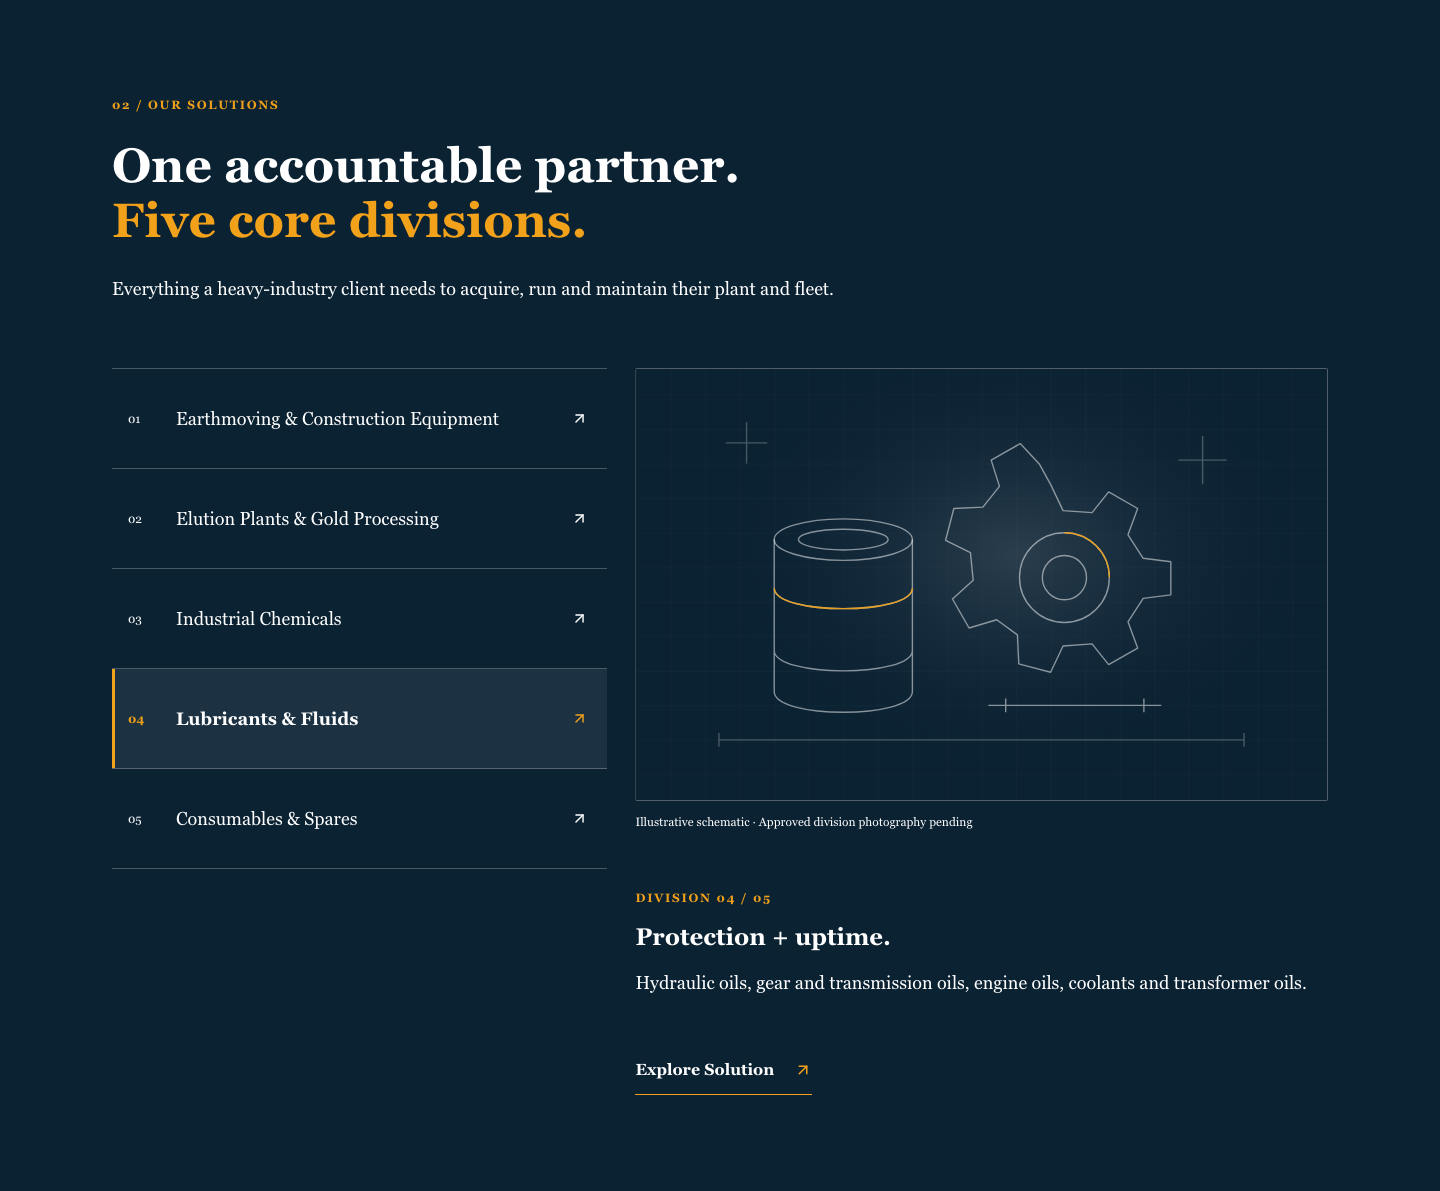 02 / OUR SOLUTIONS
One accountable partner.
Five core divisions.
Everything a heavy-industry client needs to acquire, run and maintain their plant and fleet.
01 Earthmoving & Construction Equipment
02 Elution Plants & Gold Processing
03 Industrial Chemicals
04 Lubricants & Fluids
05 Consumables & Spares
Illustrative schematic · Approved division photography pending
DIVISION 04 / 05
Protection + uptime.
Hydraulic oils, gear and transmission oils, engine oils, coolants and transformer oils.
Explore Solution